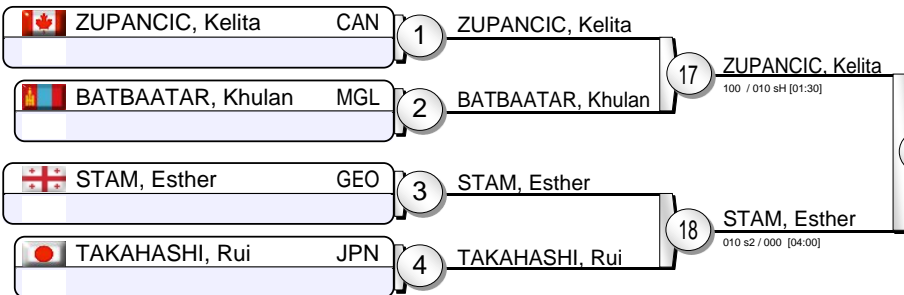 ZUPANCIC, Kelita CAN 1 ZUPANCIC, Kelita
17 ZUPANCIC, Kelita
100 / 010 sH [01:30]
BATBAATAR, Khulan MGL 2 BATBAATAR, Khulan
STAM, Esther GEO 3 STAM, Esther
18 STAM, Esther
010 s2 / 000 [04:00]
TAKAHASHI, Rui JPN 4 TAKAHASHI, Rui